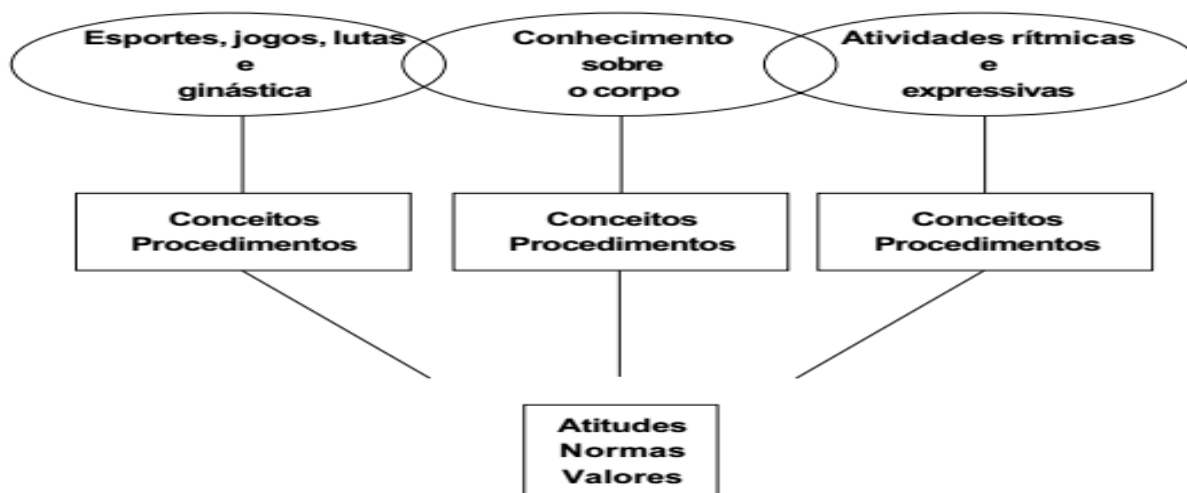 Esportes, jogos, lutas
e
ginástica
Conhecimento
sobre
o corpo
Atividades rítmicas
e
expressivas
Conceitos
Procedimentos
Conceitos
Procedimentos
Conceitos
Procedimentos
Atitudes
Normas
Valores